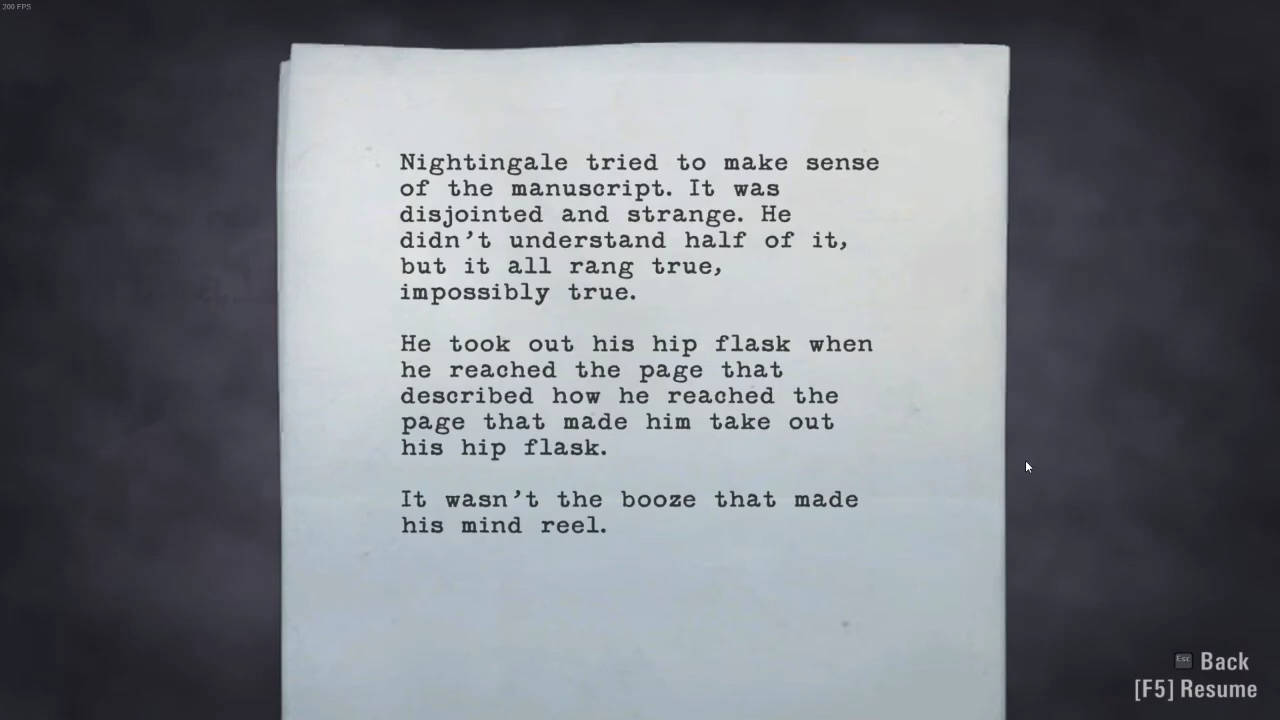 200 FPS
Nightingale tried to make sense
of the manuscript. It was
disjointed and strange. He
didn't understand half of it,
but it all rang true,
impossibly true.
He took out his hip flask when
he reached the page that
described how he reached the
page that made him take out
his hip flask.
It wasn't the booze that made
his mind reel.
Esc Back
[F5] Resume